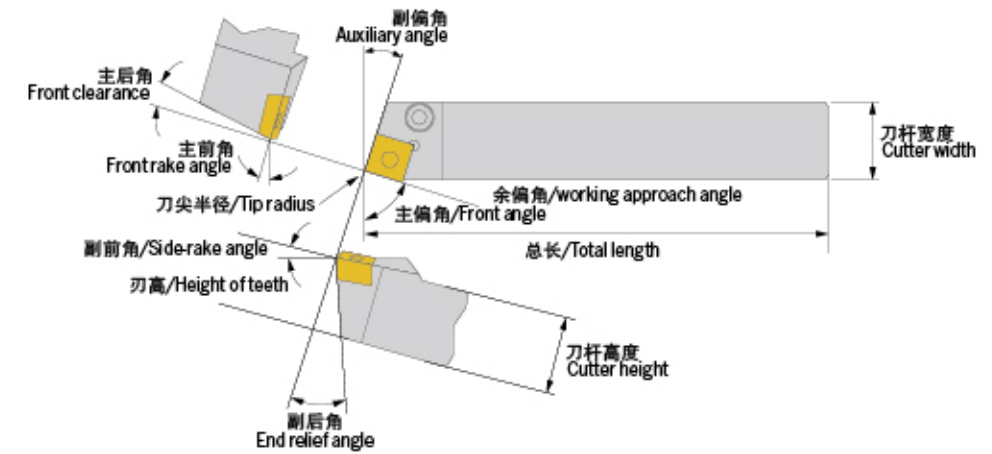 副偏角
Auxiliary angle
主后角
Front clearance
主前角
Front rake angle
刀尖半径/Tip radius
副前角/Side-rake angle
刃高/Height of teeth
余偏角/working approach angle
主偏角/Front angle
总长/Total length
刀杆宽度
Cutter width
刀杆高度
Cutter height
副后角
End relief angle